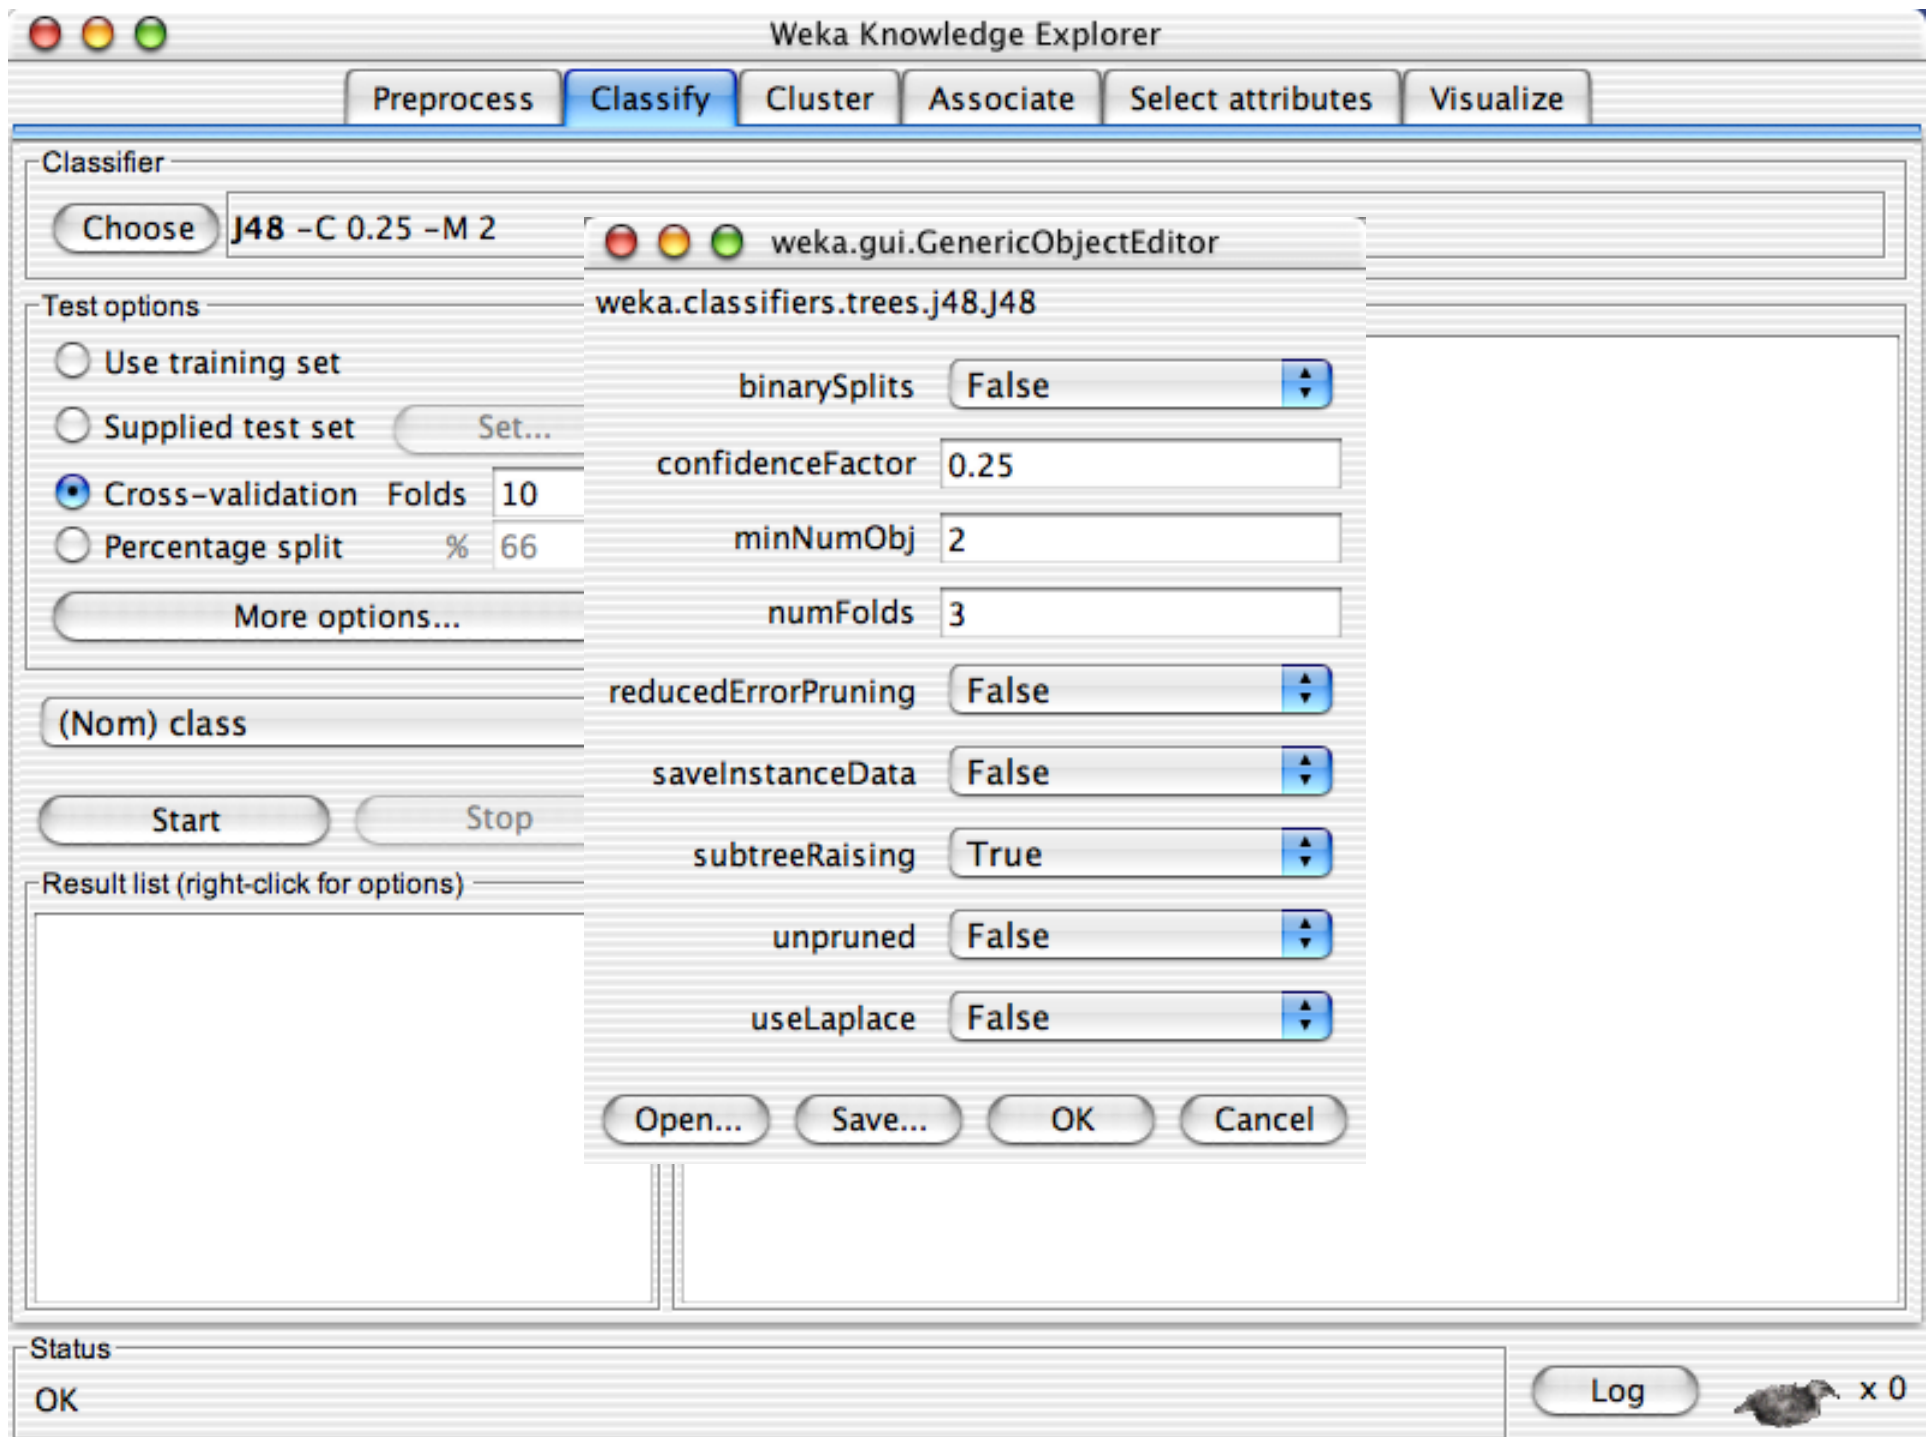 Weka Knowledge Explorer
Preprocess Classify Cluster Associate Select attributes Visualize
Classifier
Choose J48 -C 0.25 -M 2
Test options
Use training set
Supplied test set Set...
Cross-validation Folds 10
Percentage split % 66
More options...
(Nom) class
Start Stop
Result list (right-click for options)
weka.gui.GenericObjectEditor
weka.classifiers.trees.j48.J48
binarySplits False
confidenceFactor 0.25
minNumObj 2
numFolds 3
reducedErrorPruning False
saveInstanceData False
subtreeRaising True
unpruned False
useLaplace False
Open... Save... OK Cancel
Status
OK
Log x 0